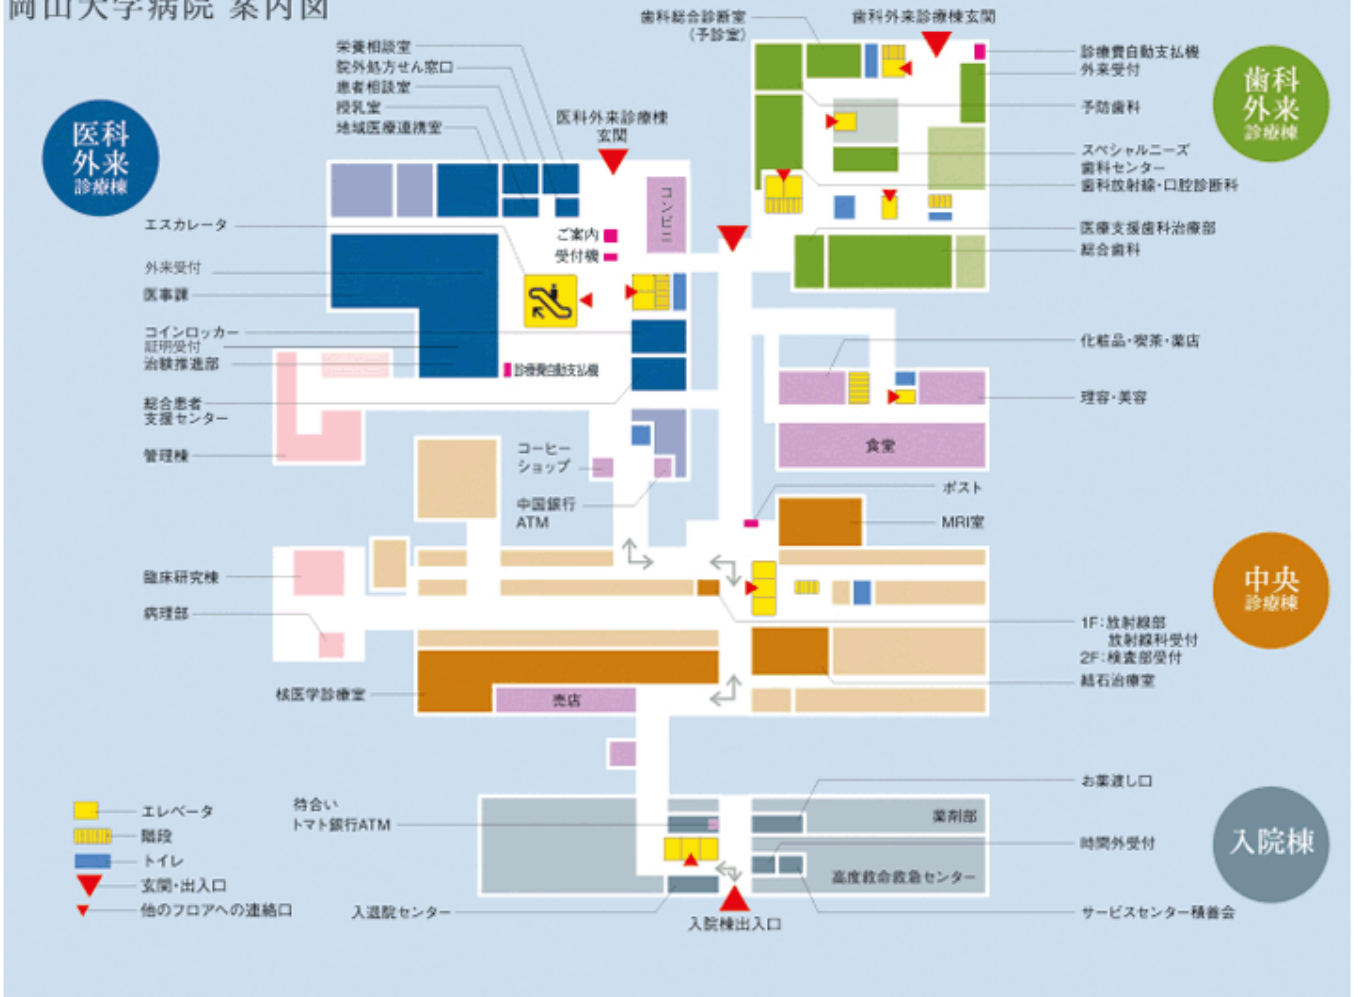 岡山大学病院 案内図
歯科総合診断室
(予診室)
歯科外来診療棟玄関
栄養相談室
院外処方せん窓口
患者相談室
授乳室
地域医療連携室
医科外来診療棟
玄関
診療費自動支払機
外来受付
予防歯科
スペシャルニーズ
歯科センター
歯科放射線・口腔診断科
医療支援歯科治療部
総合歯科
歯科
外来
診療棟
医科
外来
診療棟
コンビニ
ご案内
受付機
エスカレータ
外来受付
医事課
コインロッカー
証明受付
治験推進部
診療費自動支払機
総合患者
支援センター
管理棟
化粧品・喫茶・薬店
理容・美容
食堂
コーヒー
ショップ
中国銀行
ATM
ポスト
MRI室
中央
診療棟
臨床研究棟
病理部
1F:放射線部
放射線科受付
2F:検査部受付
結石治療室
核医学診療室
売店
お薬渡し口
待合い
トマト銀行ATM
薬剤部
時間外受付
高度救命救急センター
入院棟
入退院センター
サービスセンター積善会
入院棟出入口
エレベータ
階段
トイレ
玄関・出入口
他のフロアへの連絡口